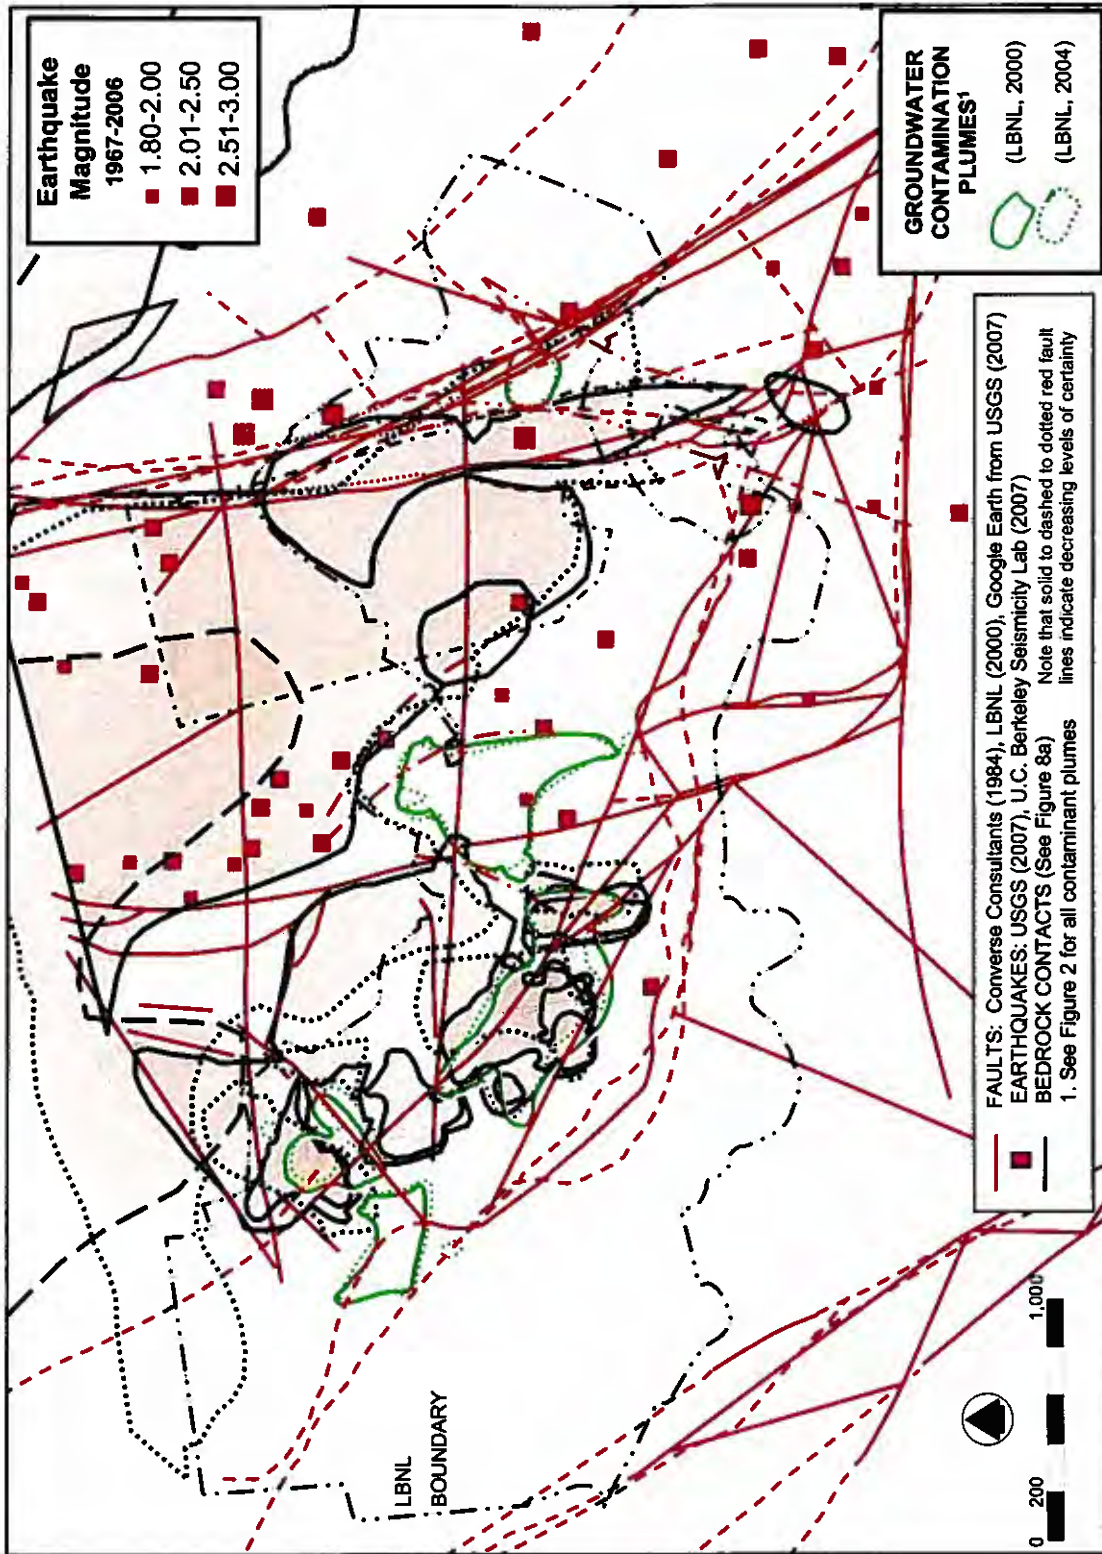 Earthquake
Magnitude
1967-2006
1.80-2.00
2.01-2.50
2.51-3.00
LBNL
BOUNDARY
0 200 1,000
FAULTS: Converse Consultants (1984), LBNL (2000), Google Earth from USGS (2007)
EARTHQUAKES: USGS (2007), U.C. Berkeley Seismicity Lab (2007)
BEDROCK CONTACTS (See Figure 8a) Note that solid to dashed to dotted red fault
1. See Figure 2 for all contaminant plumes lines indicate decreasing levels of certainty
GROUNDWATER
CONTAMINATION
PLUMES¹
(LBNL, 2000)
(LBNL, 2004)